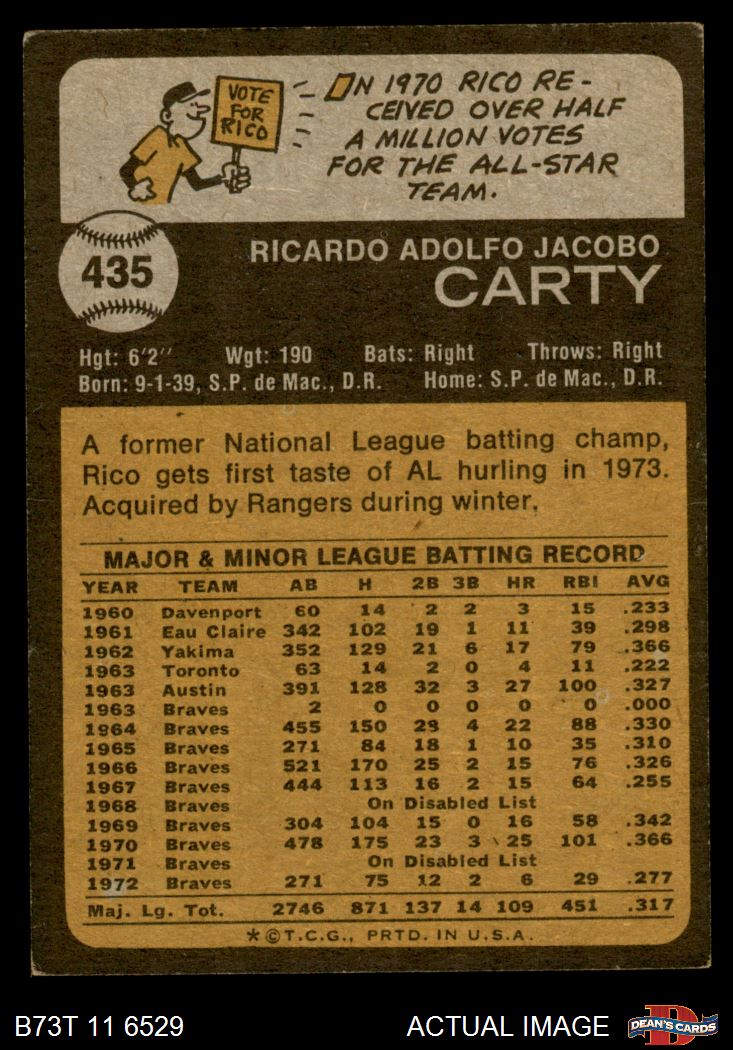 VOTE
FOR
RICO
IN 1970 RICO RE-
CEIVED OVER HALF
A MILLION VOTES
FOR THE ALL-STAR
TEAM.
435
RICARDO ADOLFO JACOBO
CARTY
Hgt: 6'2" Wgt: 190 Bats: Right Throws: Right
Born: 9-1-39, S.P. de Mac., D.R. Home: S.P. de Mac., D.R.
A former National League batting champ,
Rico gets first taste of AL hurling in 1973.
Acquired by Rangers during winter.
MAJOR & MINOR LEAGUE BATTING RECORD
YEAR TEAM AB H 2B 3B HR RBI AVG
1960 Davenport 60 14 2 2 3 15 .233
1961 Eau Claire 342 102 19 1 11 39 .298
1962 Yakima 352 129 21 6 17 79 .366
1963 Toronto 63 14 2 0 4 11 .222
1963 Austin 391 128 32 3 27 100 .327
1963 Braves 2 0 0 0 0 0 .000
1964 Braves 455 150 28 4 22 88 .330
1965 Braves 271 84 18 1 10 35 .310
1966 Braves 521 170 25 2 15 76 .326
1967 Braves 444 113 16 2 15 64 .255
1968 Braves On Disabled List
1969 Braves 304 104 15 0 16 58 .342
1970 Braves 478 175 23 3 25 101 .366
1971 Braves On Disabled List
1972 Braves 271 75 12 2 6 29 .277
Maj. Lg. Tot. 2746 871 137 14 109 451 .317
*©T.C.G., PRTD. IN U.S.A.
B73T 11 6529 ACTUAL IMAGE DEAN'S CARDS